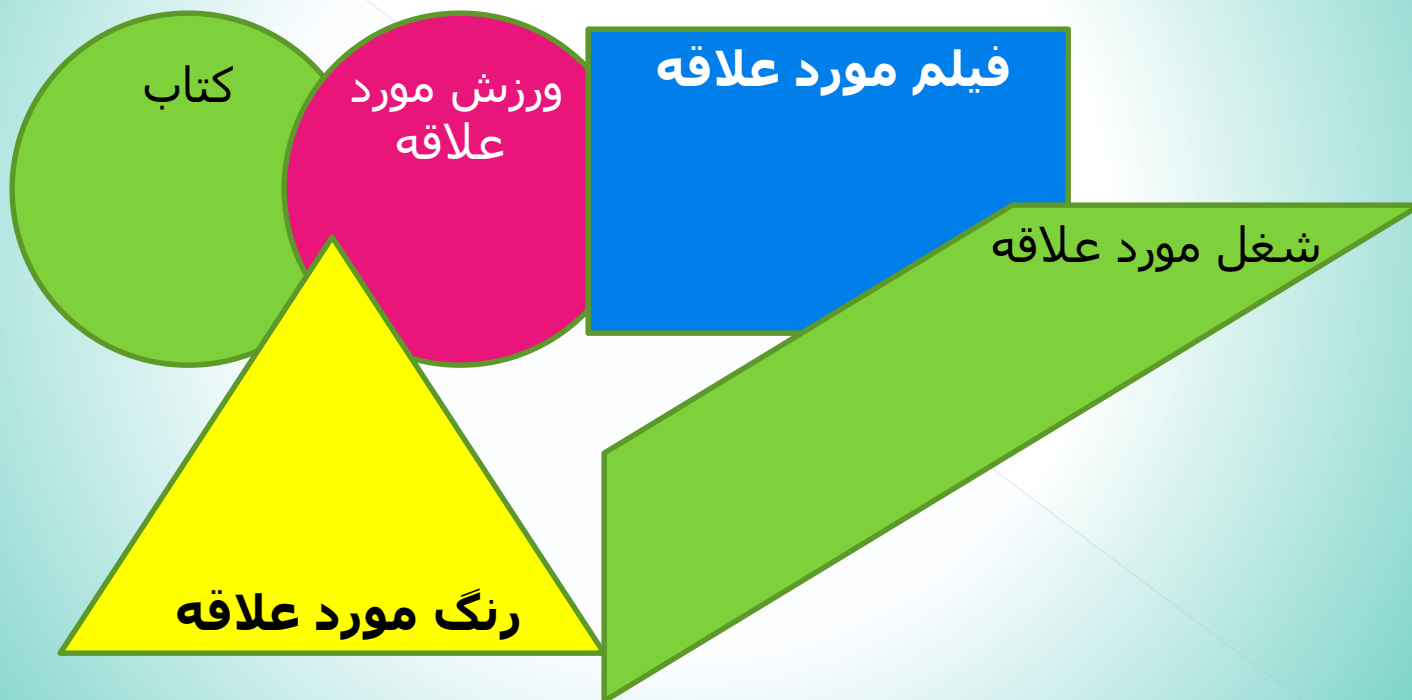 فیلم مورد علاقه
ورزش مورد
علاقه
کتاب
شغل مورد علاقه
رنگ مورد علاقه